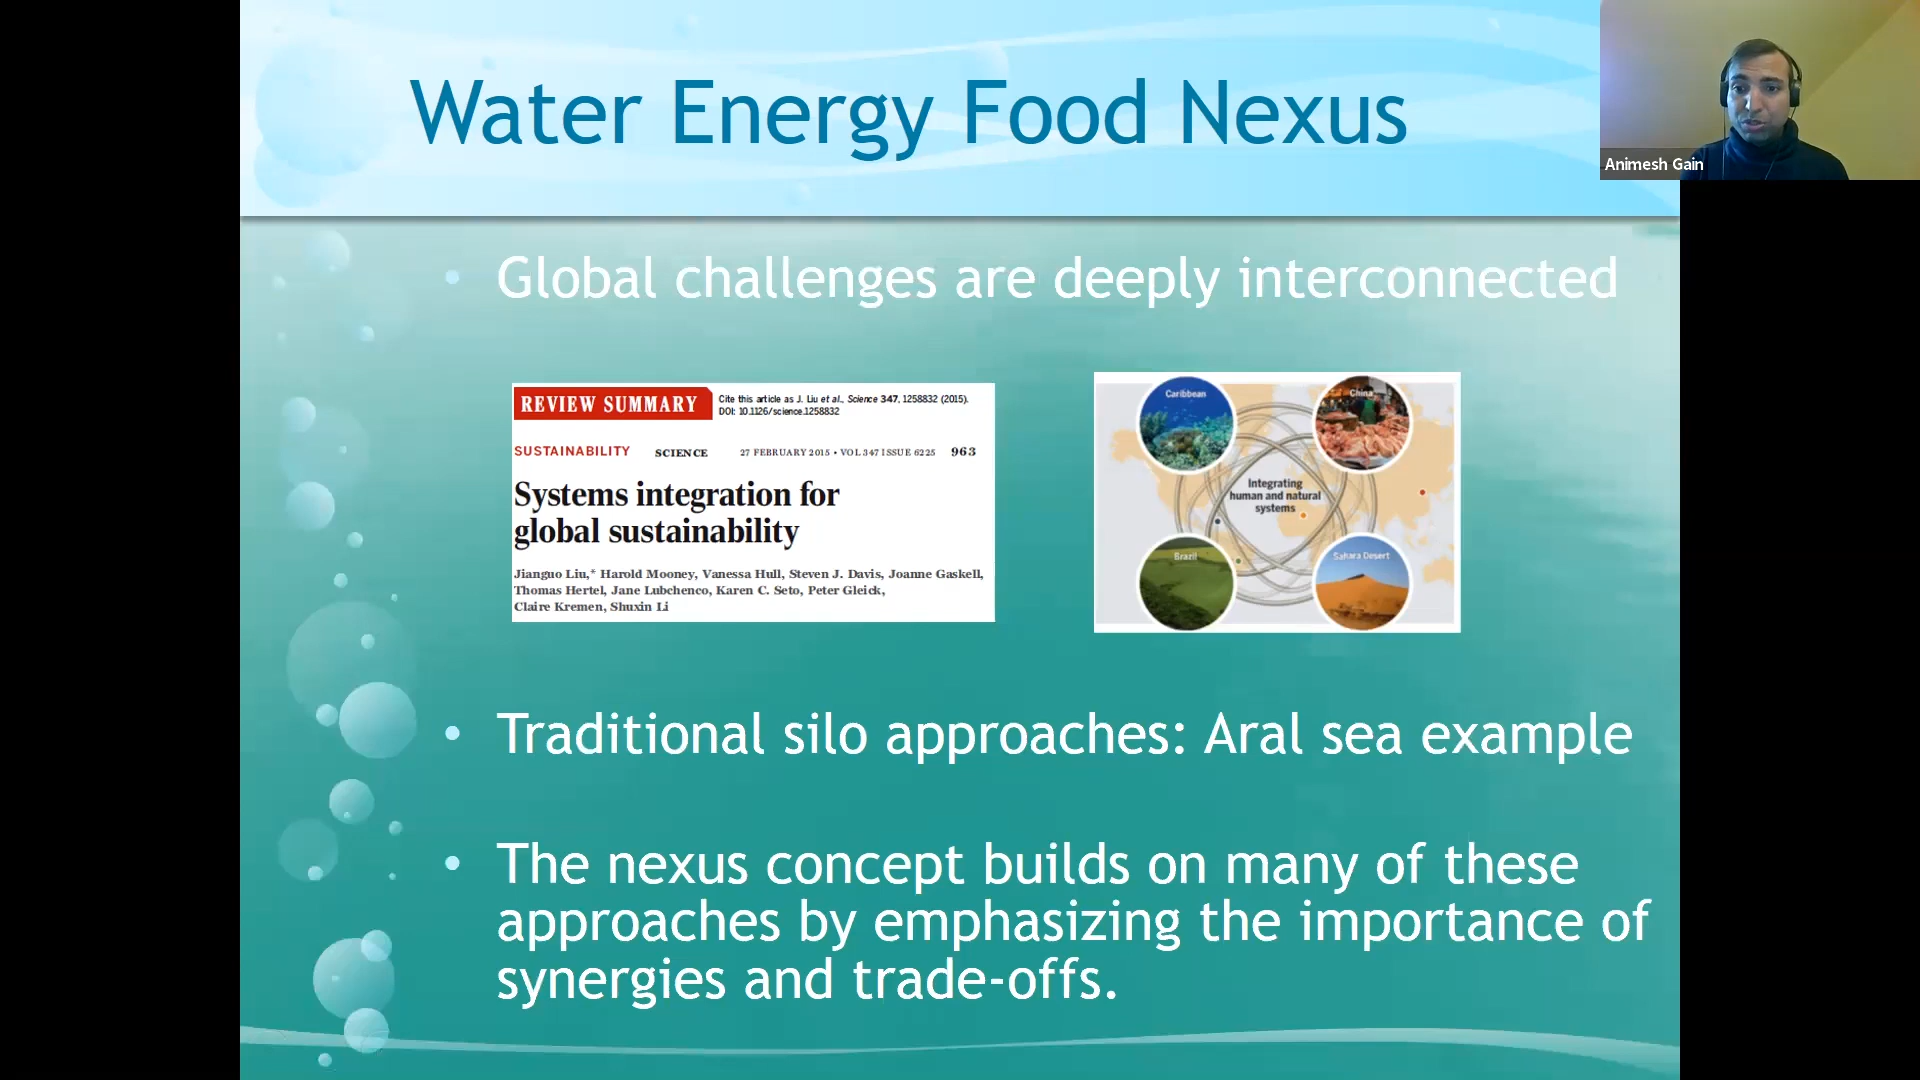 Water Energy Food Nexus
Animesh Gain
• Global challenges are deeply interconnected
REVIEW SUMMARY
Cite this article as J. Liu et al., Science 347, 1258832 (2015).
DOI: 10.1126/science.1258832
SUSTAINABILITY SCIENCE 27 FEBRUARY 2015 • VOL 347 ISSUE 6225 963
Systems integration for
global sustainability
Jianguo Liu,* Harold Mooney, Vanessa Hull, Steven J. Davis, Joanne Gaskell,
Thomas Hertel, Jane Lubchenco, Karen C. Seto, Peter Gleick,
Claire Kremen, Shuxin Li
Caribbean
China
Integrating
human and natural
systems
Brazil
Sahara Desert
• Traditional silo approaches: Aral sea example
• The nexus concept builds on many of these
approaches by emphasizing the importance of
synergies and trade-offs.